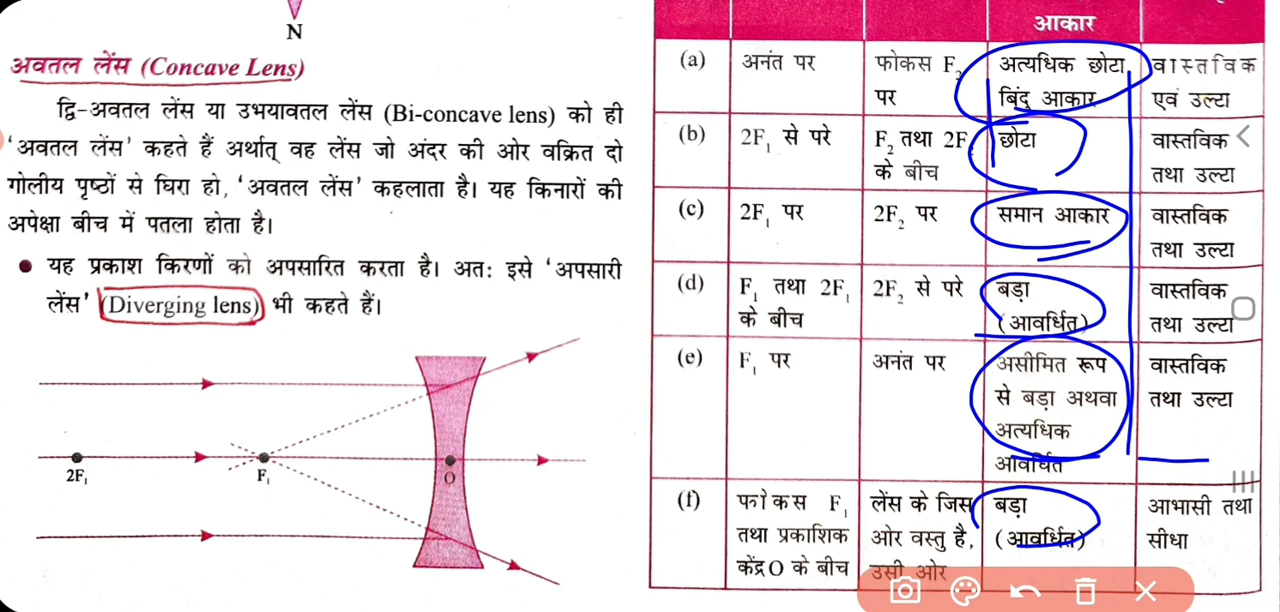 N
अवतल लेंस (Concave Lens)
द्वि-अवतल लेंस या उभयावतल लेंस (Bi-concave lens) को ही
‘अवतल लेंस’ कहते हैं अर्थात् वह लेंस जो अंदर की ओर वक्रित दो
गोलीय पृष्ठों से घिरा हो, ‘अवतल लेंस’ कहलाता है। यह किनारों की
अपेक्षा बीच में पतला होता है।
● यह प्रकाश किरणों को अपसारित करता है। अत: इसे ‘अपसारी
लेंस’ (Diverging lens) भी कहते हैं।
2F₁
F₁
O
आकार
(a) अनंत पर फोकस F₂ अत्यधिक छोटा वास्तविक
पर बिंदु आकार एवं उल्टा
(b) 2F₁ से परे F₂ तथा 2F छोटा वास्तविक
के बीच तथा उल्टा
(c) 2F₁ पर 2F₂ पर समान आकार वास्तविक
तथा उल्टा
(d) F₁ तथा 2F₁ 2F₂ से परे बड़ा वास्तविक
के बीच (आवर्धित) तथा उल्टा
(e) F₁ पर अनंत पर असीमित रूप वास्तविक
से बड़ा अथवा तथा उल्टा
अत्यधिक
आवर्धित
(f) फोकस F₁ लेंस के जिस बड़ा आभासी तथा
तथा प्रकाशिक ओर वस्तु है, (आवर्धित) सीधा
केंद्र O के बीच उसी ओर